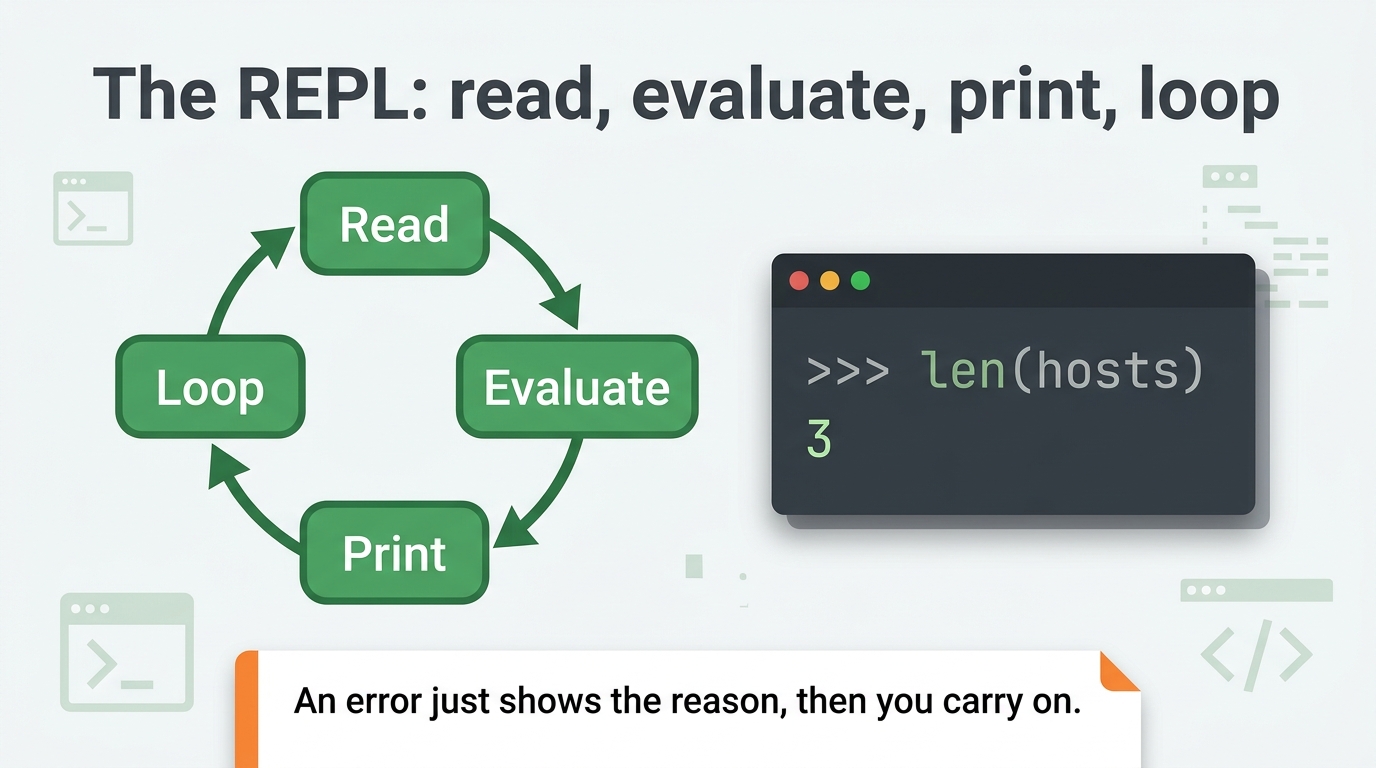 The REPL: read, evaluate, print, loop
Read
Loop
Evaluate
Print
>>> len(hosts)
3
An error just shows the reason, then you carry on.